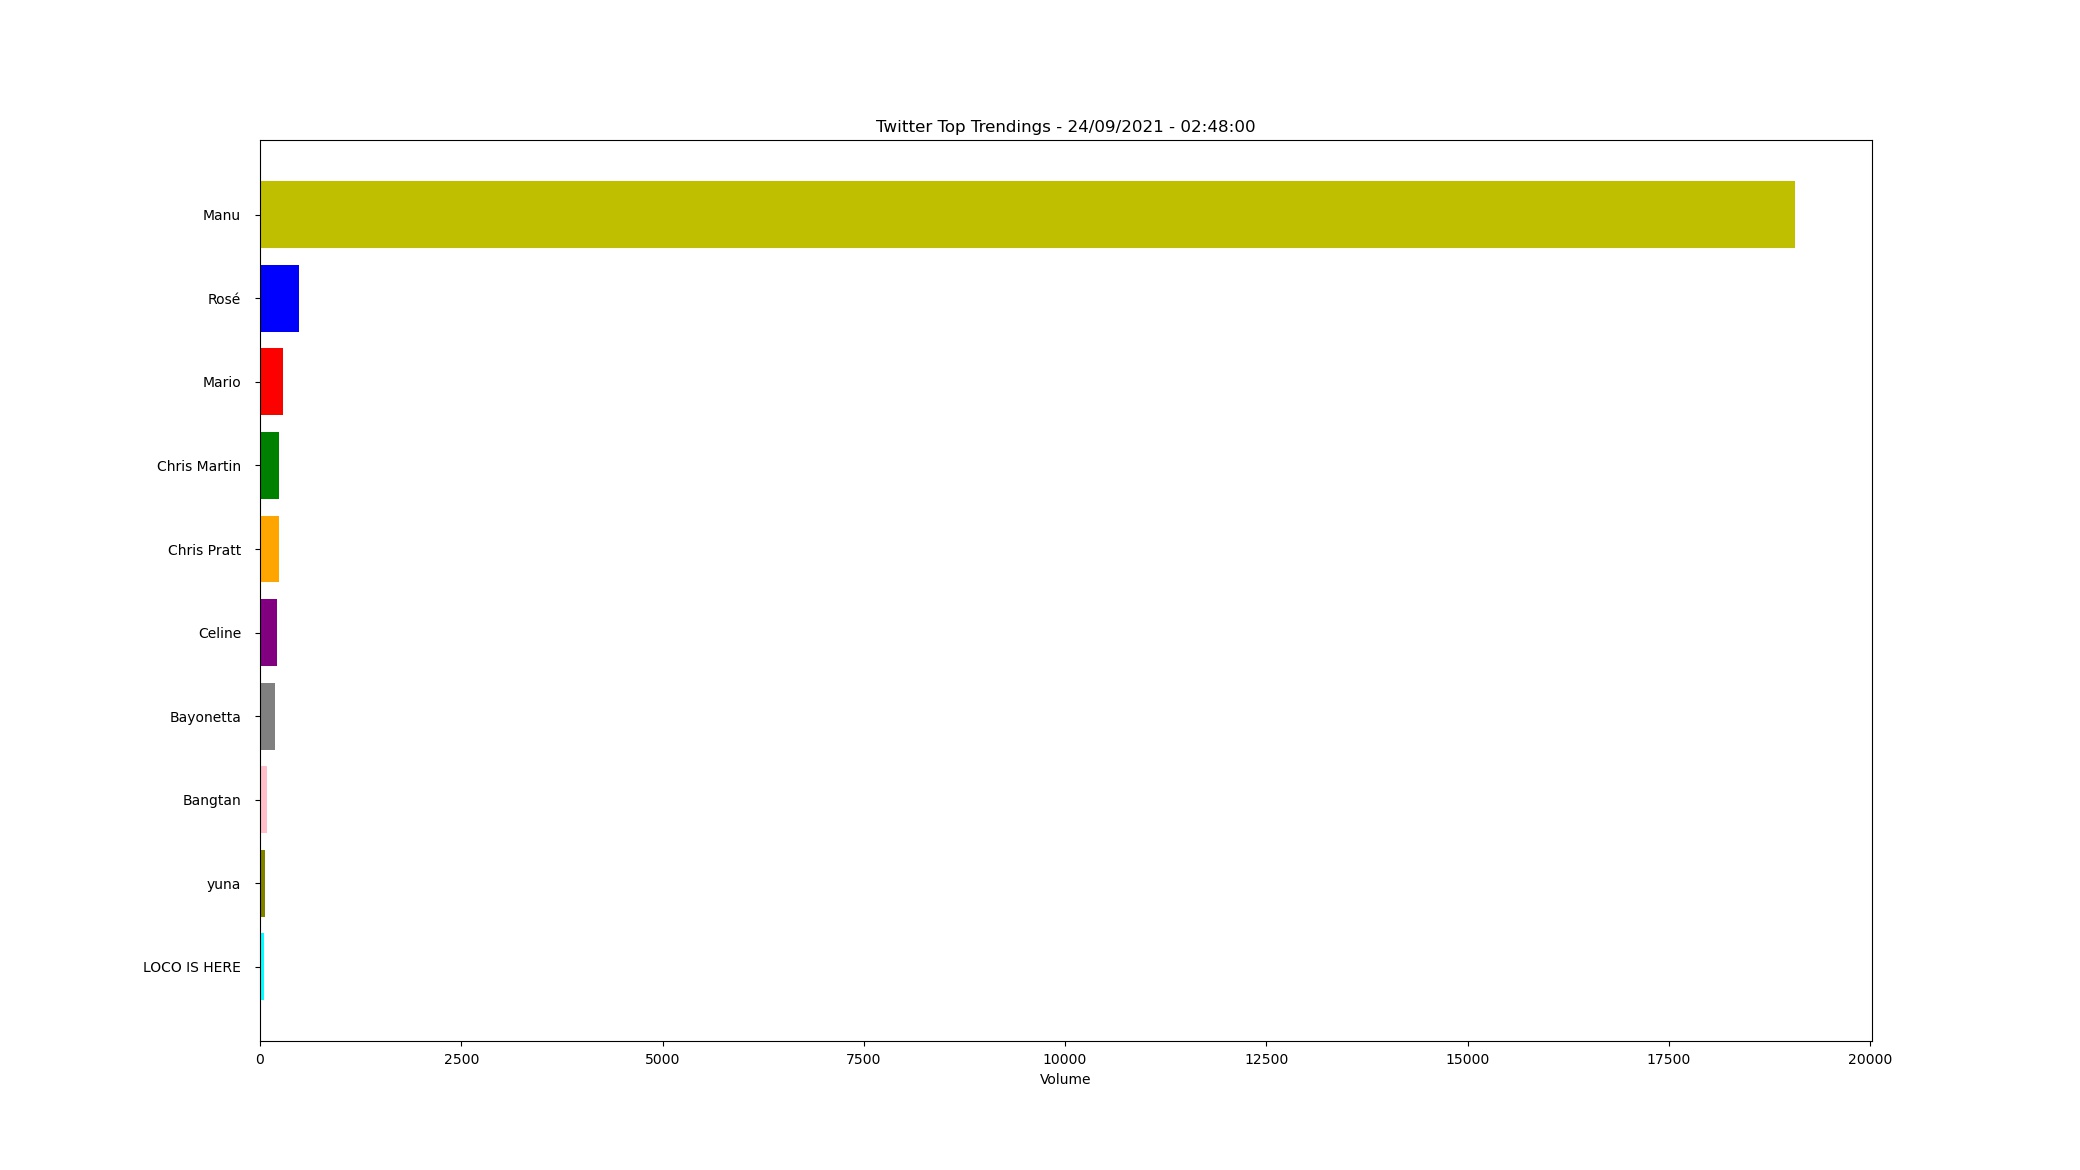 Twitter Top Trendings - 24/09/2021 - 02:48:00
Manu
Rosé
Mario
Chris Martin
Chris Pratt
Celine
Bayonetta
Bangtan
yuna
LOCO IS HERE
0 2500 5000 7500 10000 12500 15000 17500 20000
Volume